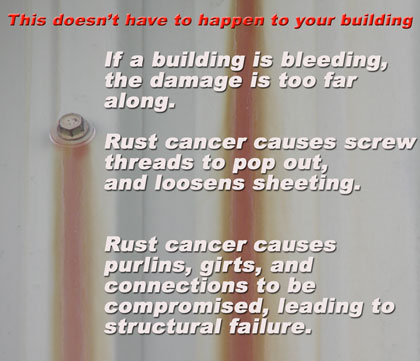 This doesn't have to happen to your building
If a building is bleeding,
the damage is too far
along.
Rust cancer causes screw
threads to pop out,
and loosens sheeting.
Rust cancer causes
purlins, girts, and
connections to be
compromised, leading to
structural failure.